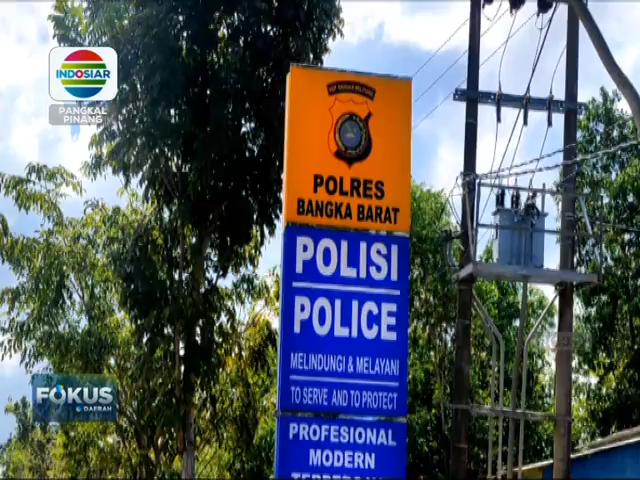 INDOSIAR
PANGKAL
PINANG
POLRES
BANGKA BARAT
POLISI
POLICE
MELINDUNGI & MELAYANI
TO SERVE AND TO PROTECT
PROFESIONAL
MODERN
FOKUS
DAERAH